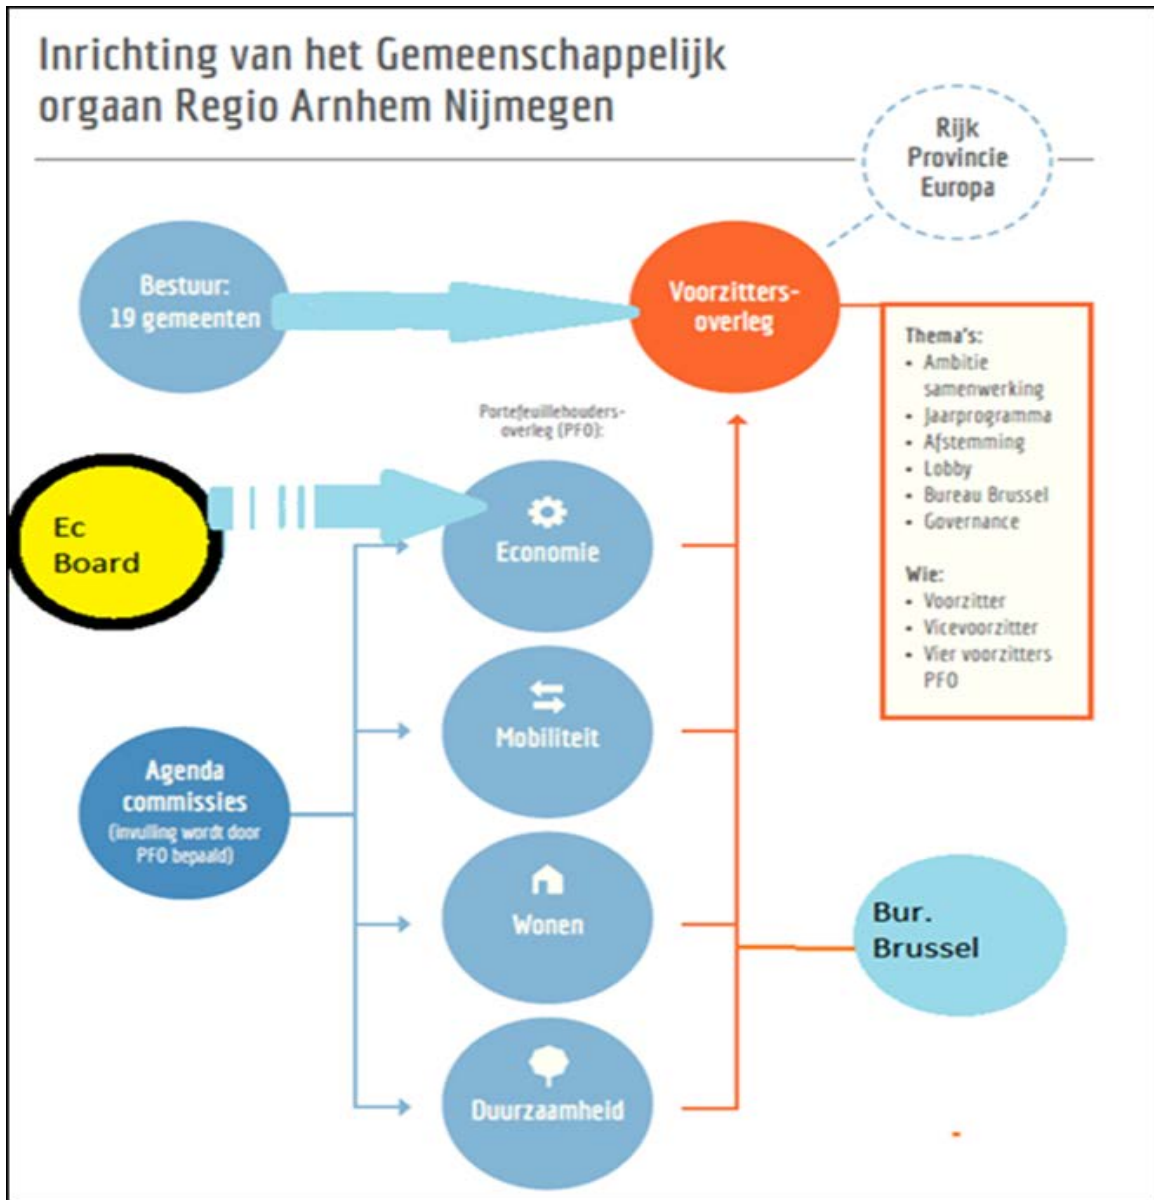 Inrichting van het Gemeenschappelijk
orgaan Regio Arnhem Nijmegen
Rijk
Provincie
Europa
Bestuur:
19 gemeenten
Voorzitters-
overleg
Thema's:
• Ambitie
samenwerking
• Jaarprogramma
• Afstemming
• Lobby
• Bureau Brussel
• Governance
Wie:
• Voorzitter
• Vicevoorzitter
• Vier voorzitters
PFO
Portefeuillehouders-
overleg (PFO):
Ec
Board
Economie
Mobiliteit
Agenda
commissies
(invulling wordt door
PFO bepaald)
Wonen
Bur.
Brussel
Duurzaamheid